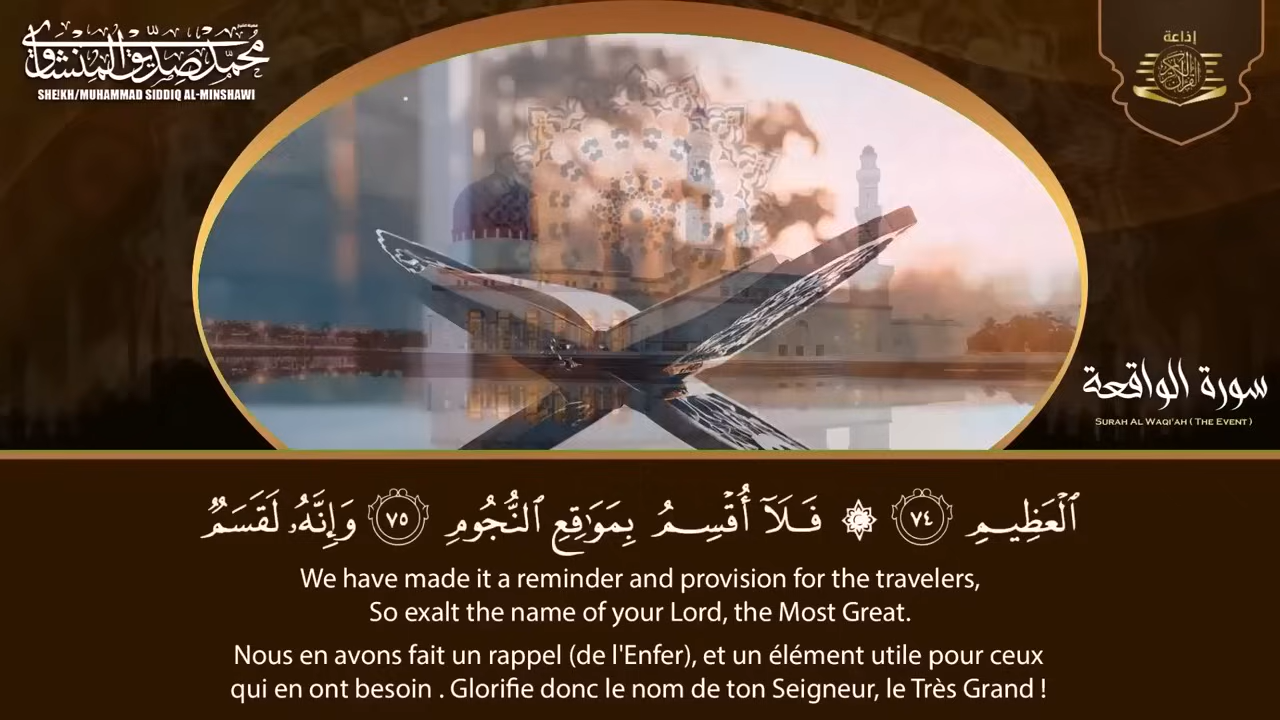 محمد صديق المنشاوي
SHEIKH/MUHAMMAD SIDDIQ AL-MINSHAWI
إذاعة
القرآن الكريم
سورة الواقعة
SURAH AL WAQI'AH ( THE EVENT )
ٱلْعَظِيمِ ٧٤ ۞ فَلَآ أُقْسِمُ بِمَوَٰقِعِ ٱلنُّجُومِ ٧٥ وَإِنَّهُۥ لَقَسَمٌۭ
We have made it a reminder and provision for the travelers,
So exalt the name of your Lord, the Most Great.
Nous en avons fait un rappel (de l'Enfer), et un élément utile pour ceux
qui en ont besoin . Glorifie donc le nom de ton Seigneur, le Très Grand !